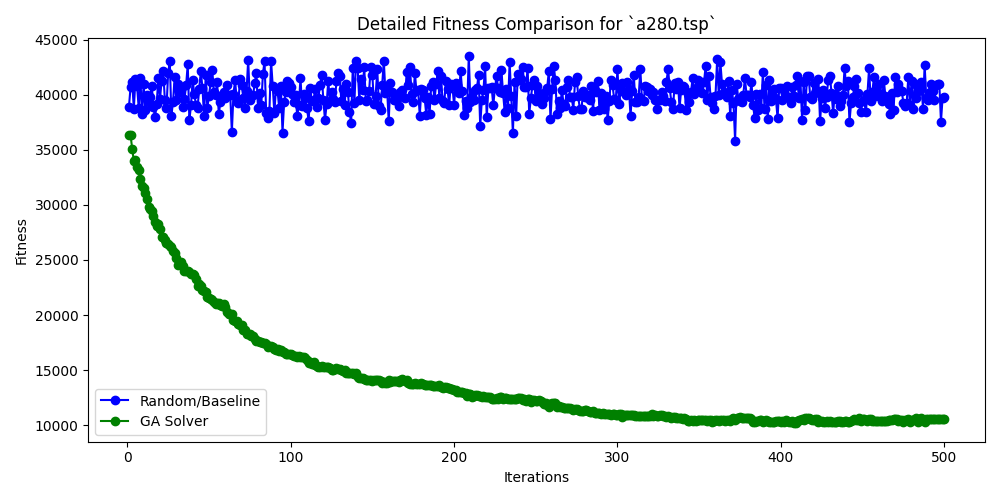 Detailed Fitness Comparison for `a280.tsp`
45000
40000
35000
30000
25000
20000
15000
10000
Fitness
Random/Baseline
GA Solver
0 100 200 300 400 500
Iterations